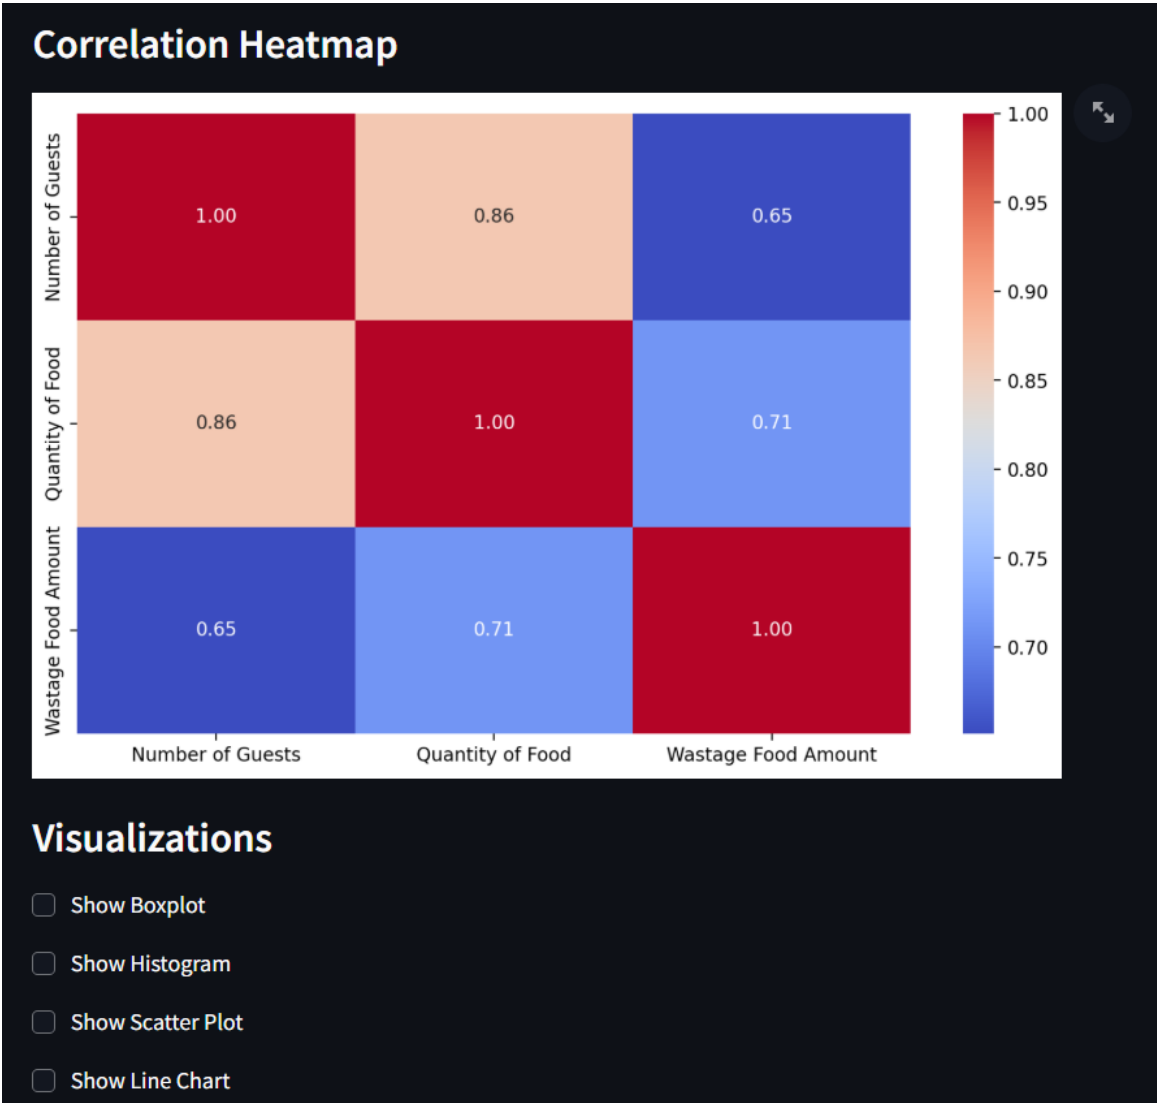 Correlation Heatmap
Number of Guests
Quantity of Food
Wastage Food Amount
1.00 0.86 0.65
0.86 1.00 0.71
0.65 0.71 1.00
Number of Guests Quantity of Food Wastage Food Amount
1.00
0.95
0.90
0.85
0.80
0.75
0.70
Visualizations
Show Boxplot
Show Histogram
Show Scatter Plot
Show Line Chart